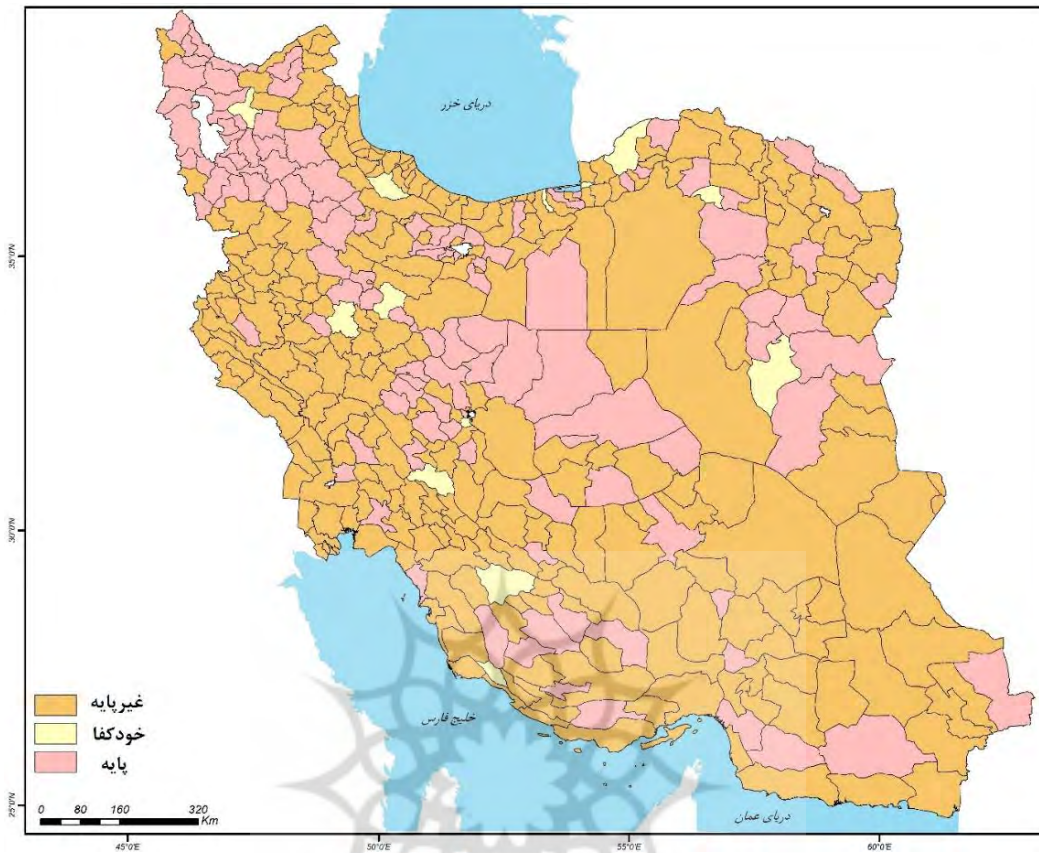 دریای خزر
35°0'N
30°0'N
25°0'N
خلیج فارس
دریای عمان
غیرپایه
خودکفا
پایه
0 80 160 320
Km
45°0'E 50°0'E 55°0'E 60°0'E